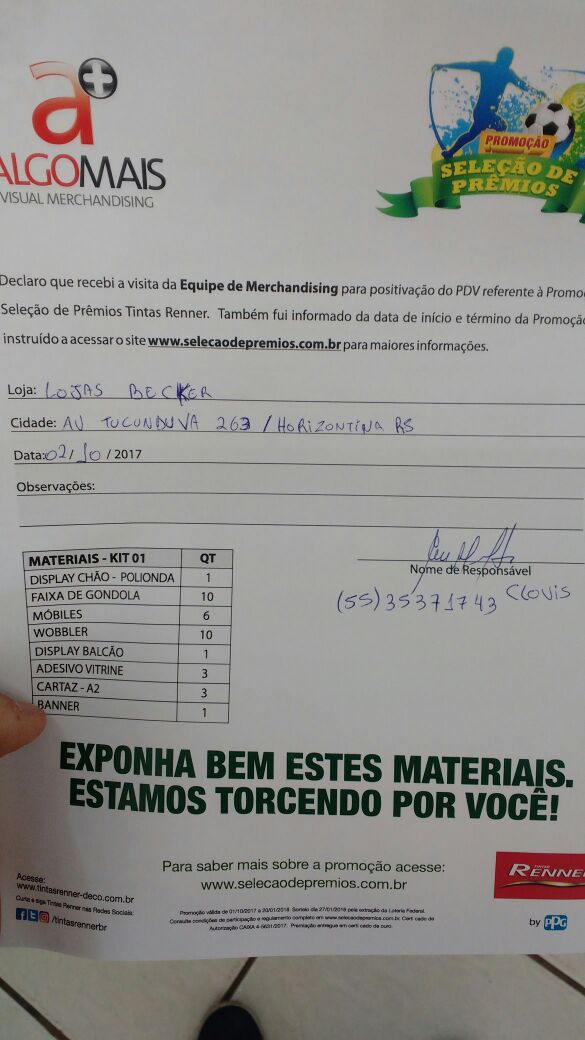 a+
ALGOMAIS
VISUAL MERCHANDISING
PROMOÇÃO
SELEÇÃO DE
PRÊMIOS
Declaro que recebi a visita da Equipe de Merchandising para positivação do PDV referente à Promo
Seleção de Prêmios Tintas Renner. Também fui informado da data de início e término da Promoção
instruído a acessar o site www.selecaodepremios.com.br para maiores informações.
Loja: LOJAS BECKER
Cidade: AV TUCUNDUVA 263 / HORIZONTINA RS
Data: 02/10/2017
Observações:
MATERIAIS - KIT 01 QT
DISPLAY CHÃO - POLIONDA 1
FAIXA DE GONDOLA 10
MÓBILES 6
WOBBLER 10
DISPLAY BALCÃO 1
ADESIVO VITRINE 3
CARTAZ - A2 3
BANNER 1
Nome de Responsável
(55)35371743 CLOVIS
EXPONHA BEM ESTES MATERIAIS.
ESTAMOS TORCENDO POR VOCÊ!
Para saber mais sobre a promoção acesse:
www.selecaodepremios.com.br
Acesse:
www.tintasrenner-deco.com.br
Curta e siga Tintas Renner nas Redes Sociais:
/tintasrennerbr
Promoção válida de 01/10/2017 a 20/01/2018. Sorteio dia 27/01/2018 pela extração da Loteria Federal.
Consulte condições de participação e regulamento completo em www.selecaodepremios.com.br. Certi cado de
Autorização CAIXA 4-5631/2017. Premiação entregue em certi cado de ouro.
TINTAS
RENNER
by PPG